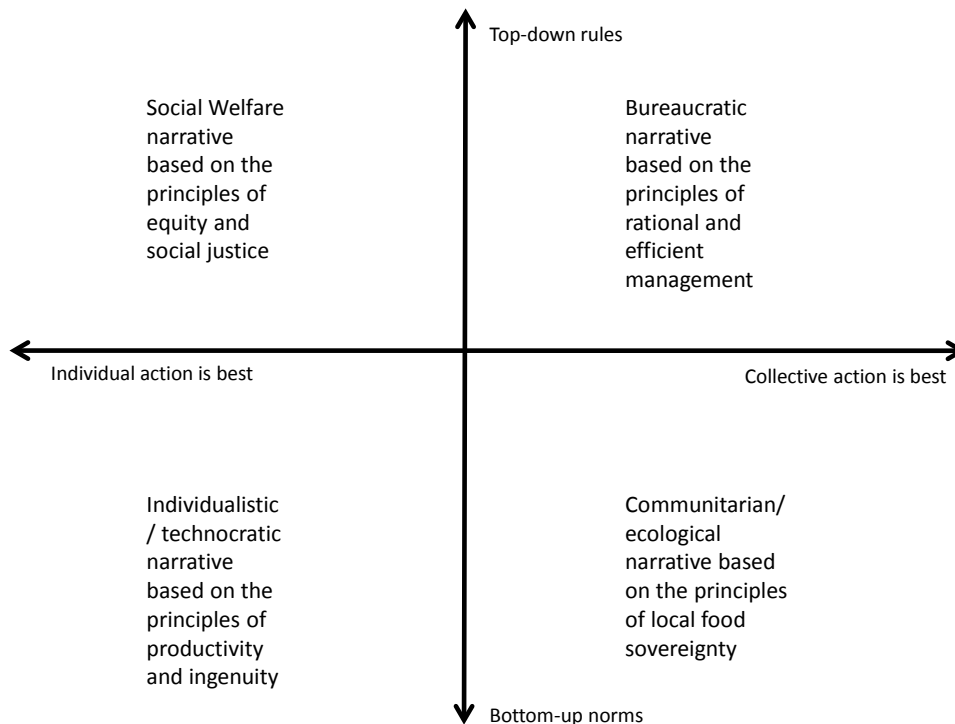 Top-down rules
Social Welfare
narrative
based on the
principles of
equity and
social justice
Bureaucratic
narrative
based on the
principles of
rational and
efficient
management
Individual action is best
Collective action is best
Individualistic
/ technocratic
narrative
based on the
principles of
productivity
and ingenuity
Communitarian/
ecological
narrative based
on the principles
of local food
sovereignty
Bottom-up norms